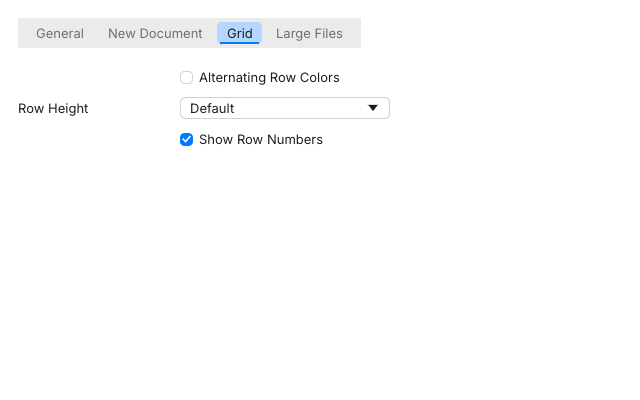 General New Document Grid Large Files
Alternating Row Colors
Row Height Default
Show Row Numbers